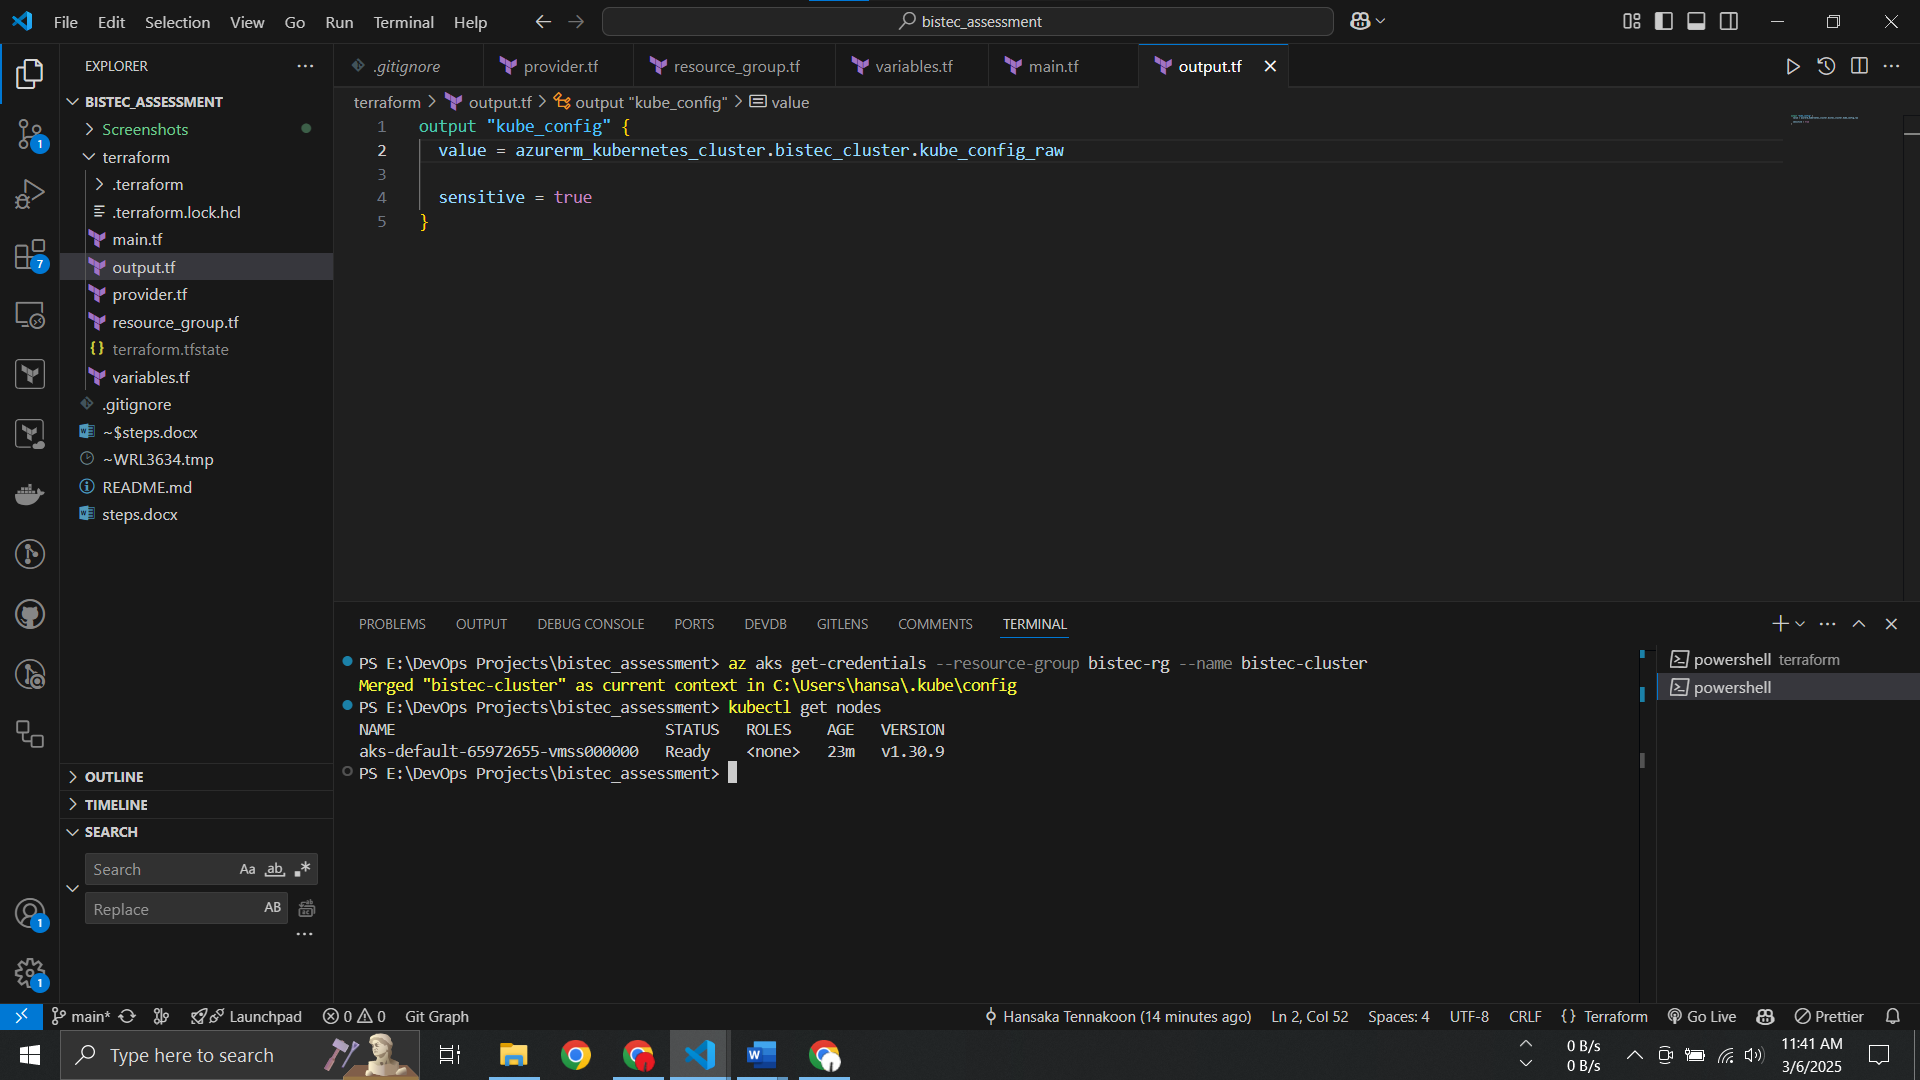 File Edit Selection View Go Run Terminal Help
bistec_assessment
EXPLORER
BISTEC_ASSESSMENT
Screenshots
terraform
.terraform
.terraform.lock.hcl
main.tf
output.tf
provider.tf
resource_group.tf
terraform.tfstate
variables.tf
.gitignore
~$steps.docx
~WRL3634.tmp
README.md
steps.docx
OUTLINE
TIMELINE
SEARCH
Search Aa ab
Replace AB
1
7
1
1
.gitignore provider.tf resource_group.tf variables.tf main.tf output.tf
terraform > output.tf > output "kube_config" > value
1 output "kube_config" {
2 value = azurerm_kubernetes_cluster.bistec_cluster.kube_config_raw
3
4 sensitive = true
5 }
PROBLEMS OUTPUT DEBUG CONSOLE PORTS DEVDB GITLENS COMMENTS TERMINAL
PS E:\DevOps Projects\bistec_assessment> az aks get-credentials --resource-group bistec-rg --name bistec-cluster
Merged "bistec-cluster" as current context in C:\Users\hansa\.kube\config
PS E:\DevOps Projects\bistec_assessment> kubectl get nodes
NAME STATUS ROLES AGE VERSION
aks-default-65972655-vmss000000 Ready <none> 23m v1.30.9
PS E:\DevOps Projects\bistec_assessment>
powershell terraform
powershell
main* Launchpad 0 0 Git Graph Hansaka Tennakoon (14 minutes ago) Ln 2, Col 52 Spaces: 4 UTF-8 CRLF {} Terraform Go Live Prettier
Type here to search
0 B/s
0 B/s
11:41 AM
3/6/2025